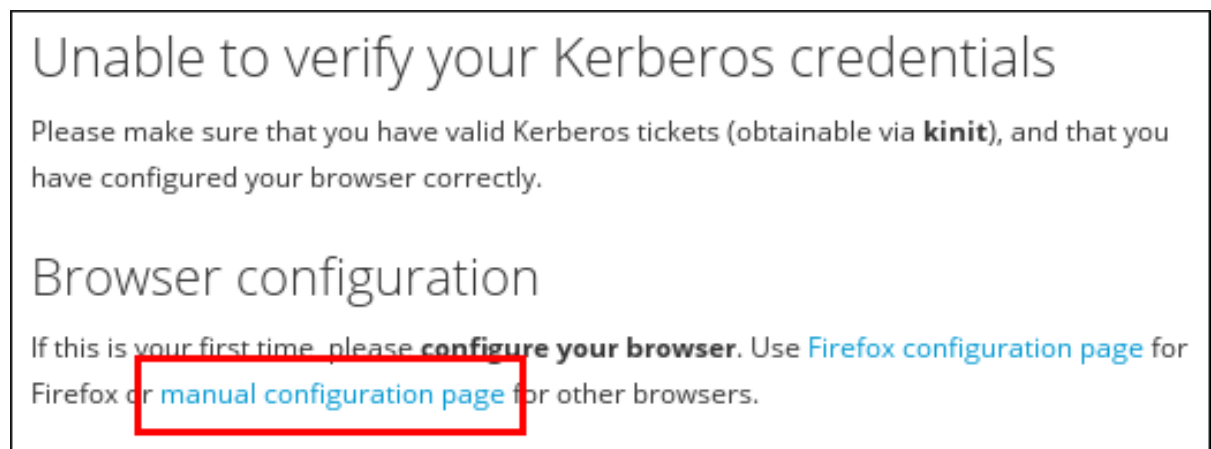 Unable to verify your Kerberos credentials
Please make sure that you have valid Kerberos tickets (obtainable via kinit), and that you
have configured your browser correctly.
Browser configuration
If this is your first time, please configure your browser. Use Firefox configuration page for
Firefox or manual configuration page for other browsers.